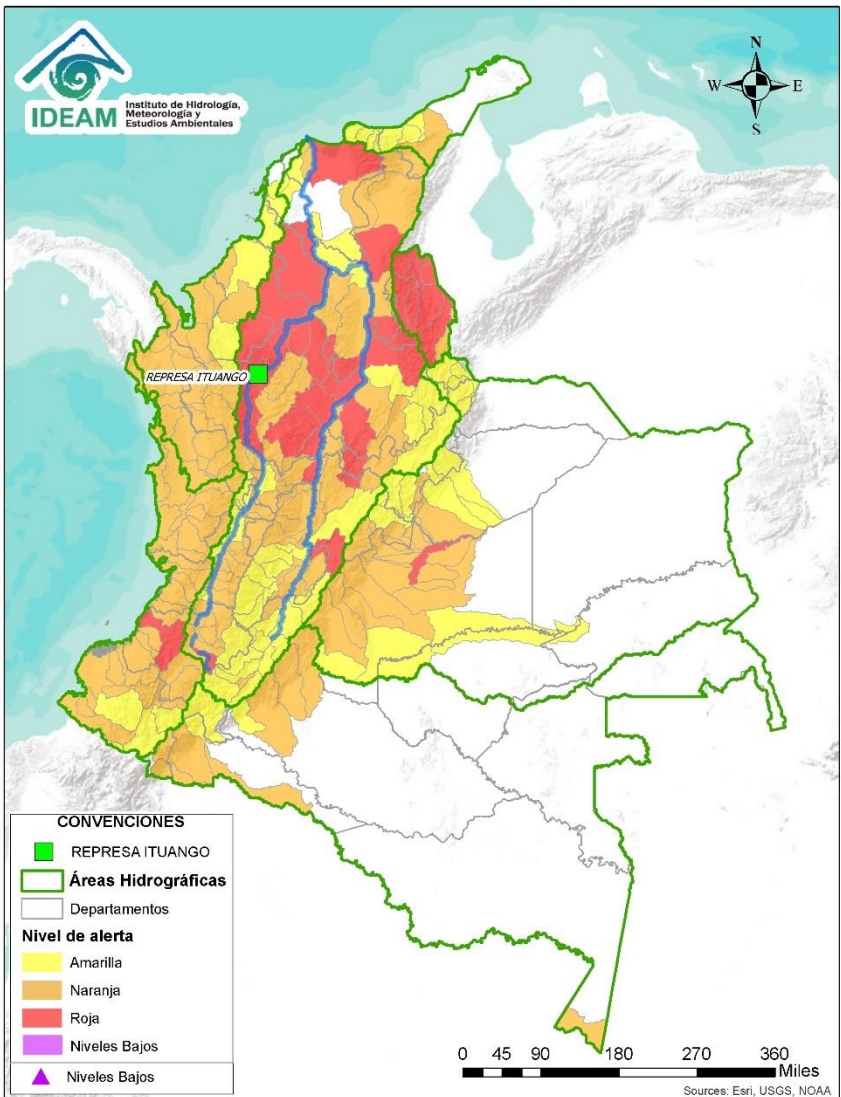 IDEAM
Instituto de Hidrología,
Meteorología y
Estudios Ambientales
N
W
E
S
REPRESA ITUANGO
CONVENCIONES
REPRESA ITUANGO
Áreas Hidrográficas
Departamentos
Nivel de alerta
Amarilla
Naranja
Roja
Niveles Bajos
Niveles Bajos
0 45 90 180 270 360
Miles
Sources: Esri, USGS, NOAA